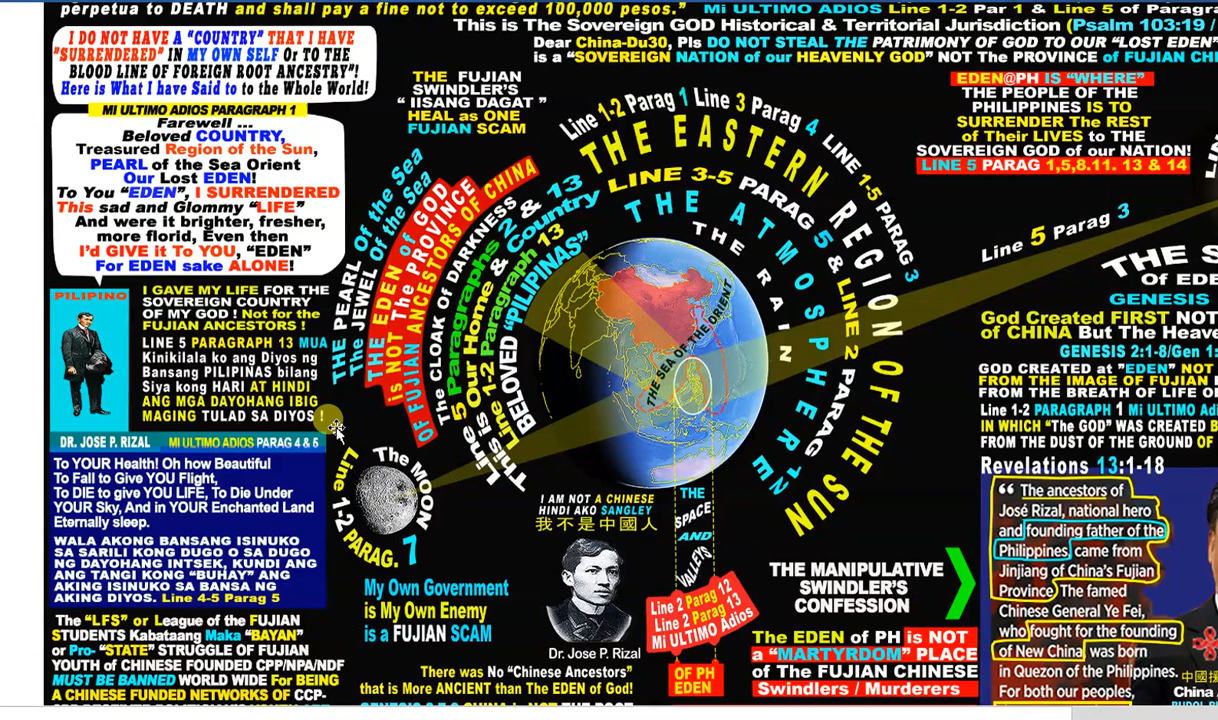 perpetua to DEATH and shall pay a fine not to exceed 100,000 pesos." Mi ULTIMO ADIOS Line 1-2 Par 1 & Line 5 of Paragra
This is The Sovereign GOD Historical & Territorial Jurisdiction (Psalm 103:19 /
Dear China-Du30, Pls DO NOT STEAL THE PATRIMONY OF GOD TO OUR "LOST EDEN"
is a "SOVEREIGN NATION of our HEAVENLY GOD" NOT The PROVINCE OF FUJIAN CHI
I DO NOT HAVE A "COUNTRY" THAT I HAVE
"SURRENDERED" IN MY OWN SELF Or TO THE
BLOOD LINE OF FOREIGN ROOT ANCESTRY"!
Here is What I have Said to to the Whole World!
MI ULTIMO ADIOS PARAGRAPH 1
Farewell ...
Beloved COUNTRY,
Treasured Region of the Sun,
PEARL of the Sea Orient
Our Lost EDEN!
To You "EDEN", I SURRENDERED
This sad and Glommy "LIFE"
And were it brighter, fresher,
more florid, Even then
I'd GIVE it To YOU, "EDEN"
For EDEN sake ALONE!
PILIPINO
I GAVE MY LIFE FOR THE
SOVEREIGN COUNTRY
OF MY GOD ! Not for the
FUJIAN ANCESTORS !
LINE 5 PARAGRAPH 13 MUA
Kinikilala ko ang Diyos ng
Bansang PILIPINAS bilang
Siya kong HARI AT HINDI
ANG MGA DAYOHANG IBIG
MAGING TULAD SA DIYOS !
DR. JOSE P. RIZAL MI ULTIMO ADIOS PARAG 4 & 5
To YOUR Health! Oh how Beautiful
To Fall to Give YOU Flight,
To DIE to give YOU LIFE, To Die Under
YOUR Sky, And in YOUR Enchanted Land
Eternally sleep.
WALA AKONG BANSANG ISINUKO
SA SARILI KONG DUGO O SA DUGO
NG DAYOHANG INTSEK, KUNDI ANG
ANG TANGI KONG "BUHAY" ANG
AKING ISINUKO SA BANSA NG
AKING DIYOS. Line 4-5 Parag 5
The "LFS" or League of the FUJIAN
STUDENTS Kabataang Maka "BAYAN"
or Pro- "STATE" STRUGGLE OF FUJIAN
YOUTH of CHINESE FOUNDED CPP/NPA/NDF
MUST BE BANNED WORLD WIDE For BEING
A CHINESE FUNDED NETWORKS OF CCP-
THE FUJIAN
SWINDLER'S
" IISANG DAGAT "
HEAL as ONE
FUJIAN SCAM
THE PEARL Of the Sea
The JEWEL Of the Sea
THE EDEN of GOD
is NOT The PROVINCE
OF FUJIAN ANCESTORS OF CHINA
The CLOAK OF DARKNESS
Line 5 Paragraphs 2 & 13
This is Our Home & Country
Line 1-2 Paragraph 13
BELOVED "PILIPINAS"
Line 1-2 Parag 1 Line 3 Parag 4 LINE 1-5 PARAG 3
THE EASTERN REGION OF THE SUN
LINE 3-5 PARAG 5 & LINE 2 PARAG
THE ATMOSPHERE
THE RAIN
THE SEA OF THE ORIENT
The MOON
Line 1-2 PARAG. 7
EDEN@PH IS "WHERE"
THE PEOPLE OF THE
PHILIPPINES IS TO
SURRENDER The REST
of Their LIVES to THE
SOVEREIGN GOD of our NATION!
LINE 5 PARAG 1,5,8.11. 13 & 14
Line 5 Parag 3
THE S
Of EDE
GENESIS
God Created FIRST NOT
of CHINA But The Heave
GENESIS 2:1-8/Gen 1:
GOD CREATED at "EDEN" NOT
FROM THE IMAGE OF FUJIAN
FROM THE BREATH OF LIFE
Line 1-2 PARAGRAPH 1 Mi ULTIMO Adi
IN WHICH "The GOD" WAS CREATED B
FROM THE DUST OF THE GROUND OF
Revelations 13:1-18
“ The ancestors of
José Rizal, national hero
and founding father of the
Philippines, came from
Jinjiang of China's Fujian
Province. The famed
Chinese General Ye Fei,
who fought for the founding
of New China, was born
in Quezon of the Philippines.
For both our peoples,
中國
China
I AM NOT A CHINESE
HINDI AKO SANGLEY
我不是中國人
Dr. Jose P. Rizal
My Own Government
is My Own Enemy
is a FUJIAN SCAM
There was No "Chinese Ancestors"
that is More ANCIENT than The EDEN of God!
THE
SPACE
AND
VALLEY'S
Line 2 Parag 12
Line 2 Parag 13
Mi ULTIMO Adios
OF PH
EDEN
THE MANIPULATIVE
SWINDLER'S
CONFESSION
The EDEN of PH is NOT
a "MARTYRDOM" PLACE
of The FUJIAN CHINESE
Swindlers / Murderers